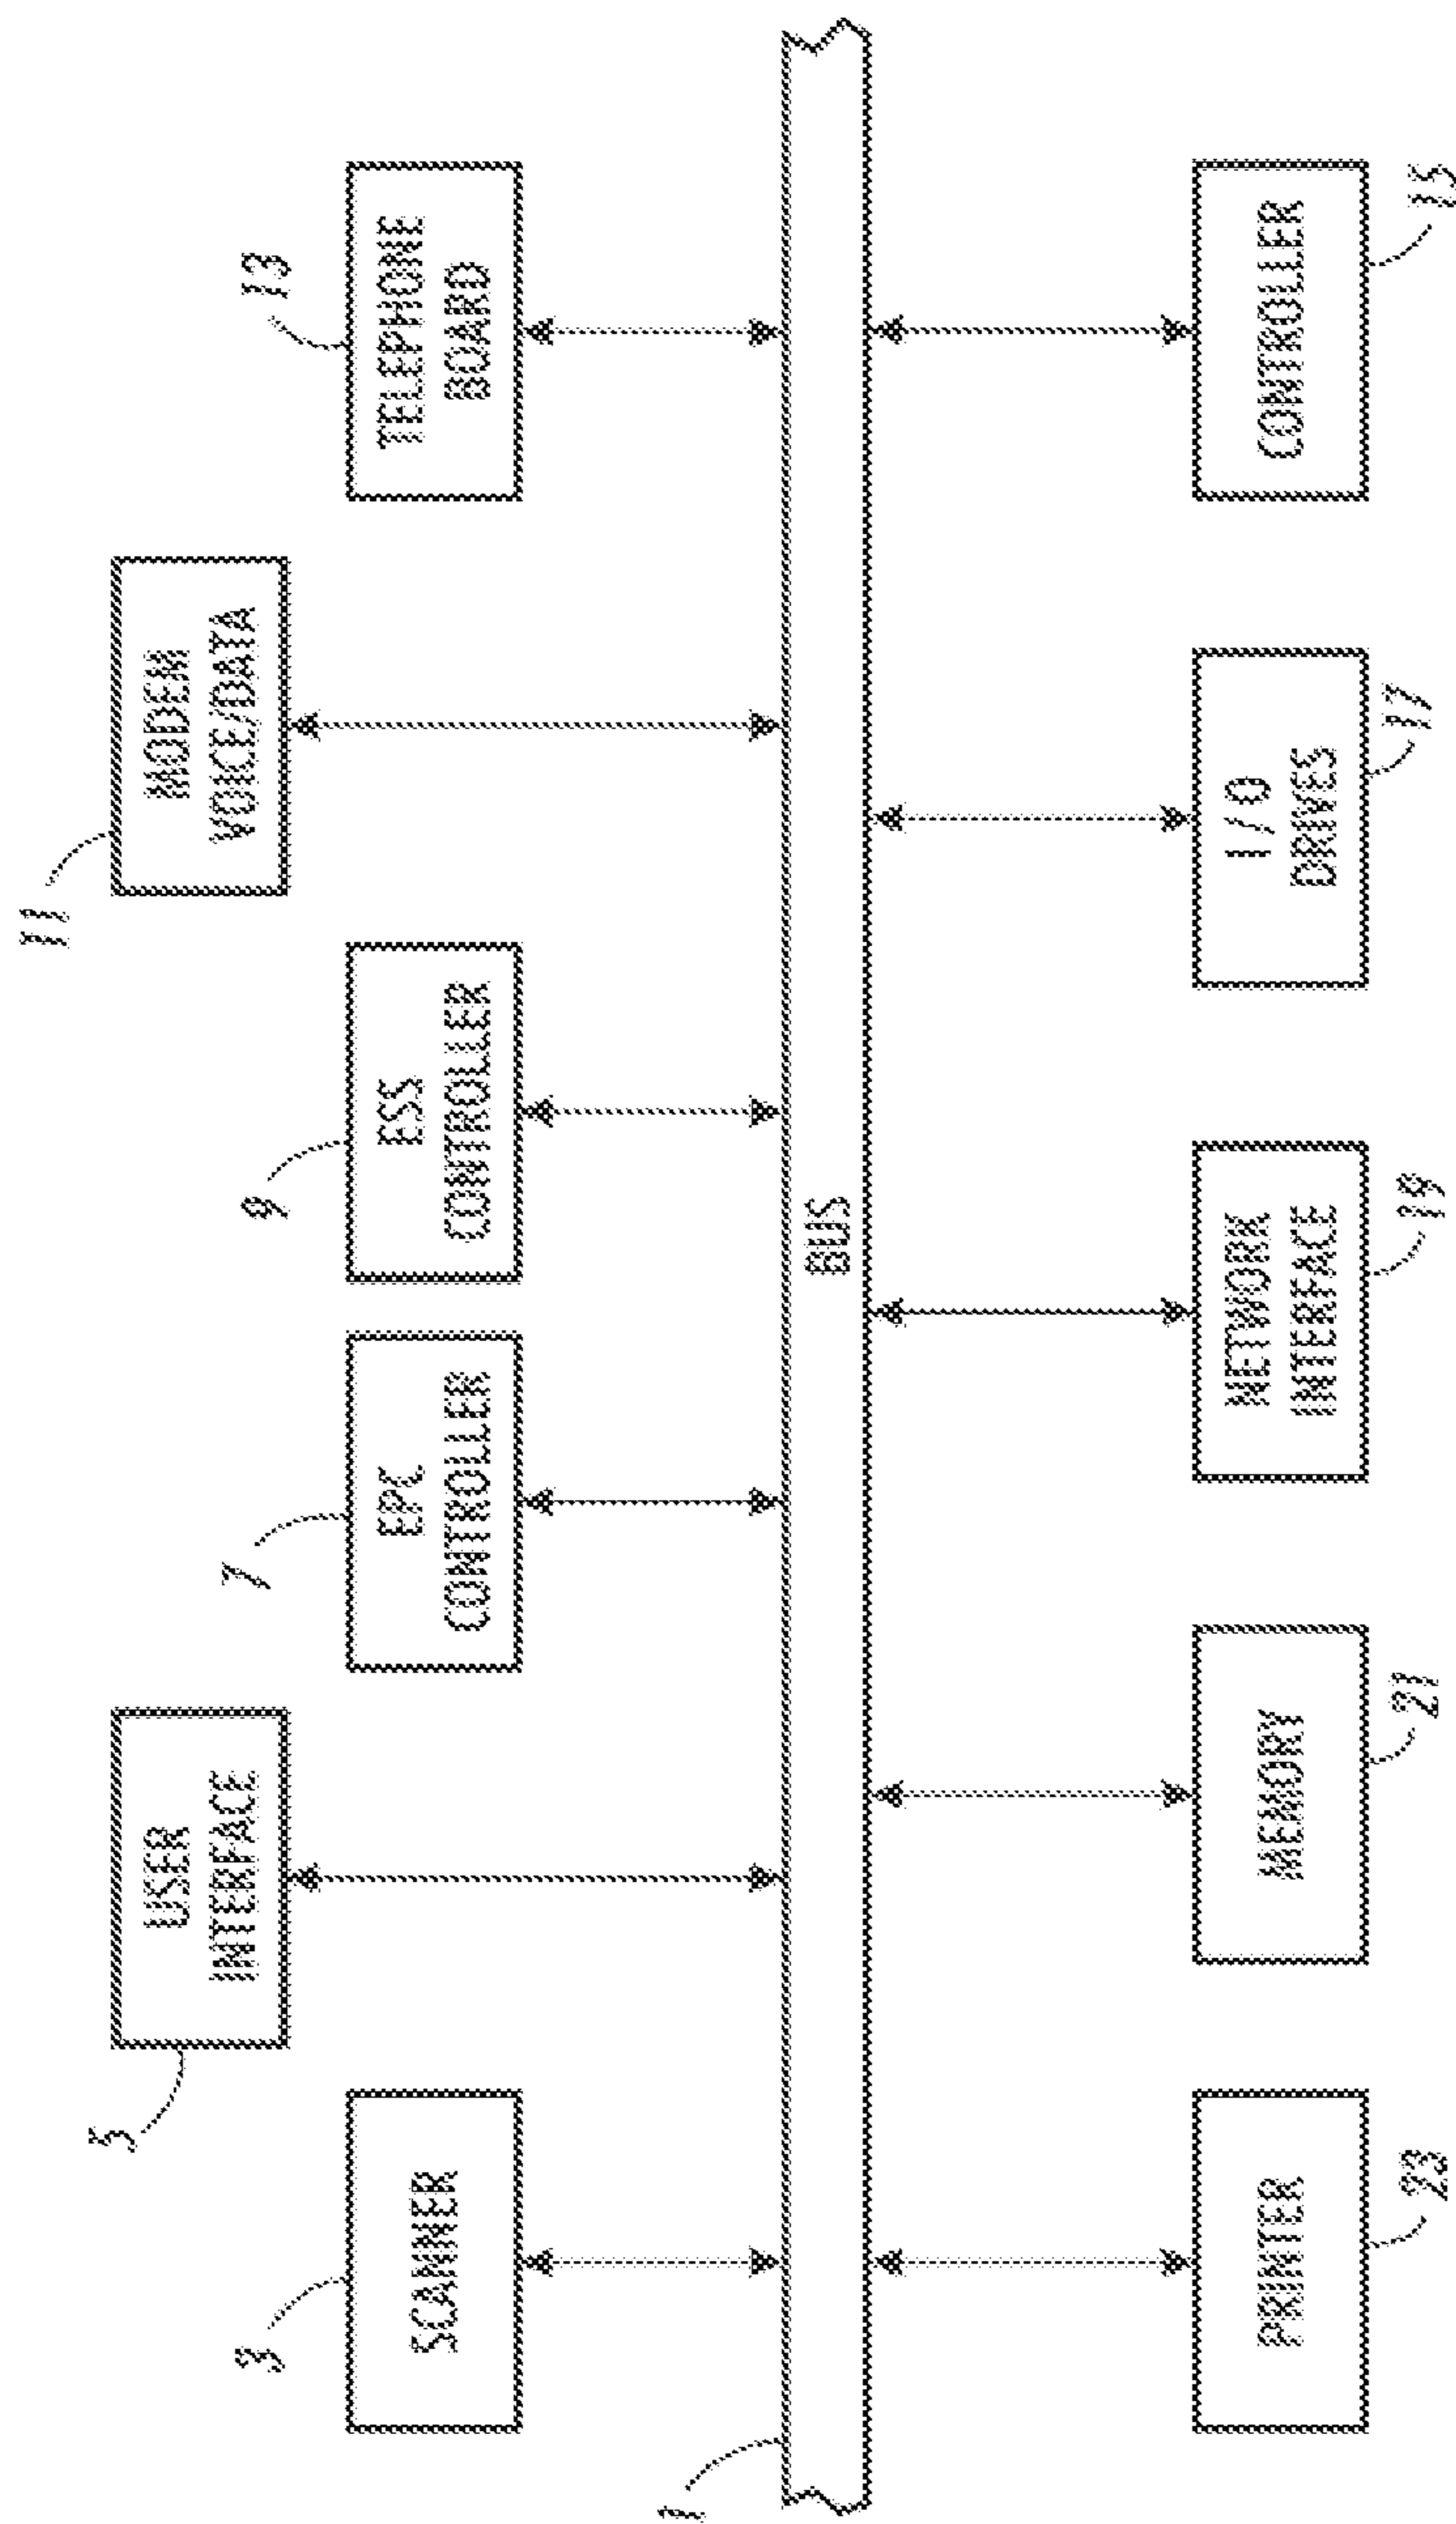 11
MODEM
VOICE/DATA
5
USER
INTERFACE
13
TELEPHONE
BOARD
9
ESS
CONTROLLER
7
EPC
CONTROLLER
3
SCANNER
1
BUS
PRINTER
23
MEMORY
21
NETWORK
INTERFACE
19
I/O
DRIVES
17
CONTROLLER
15